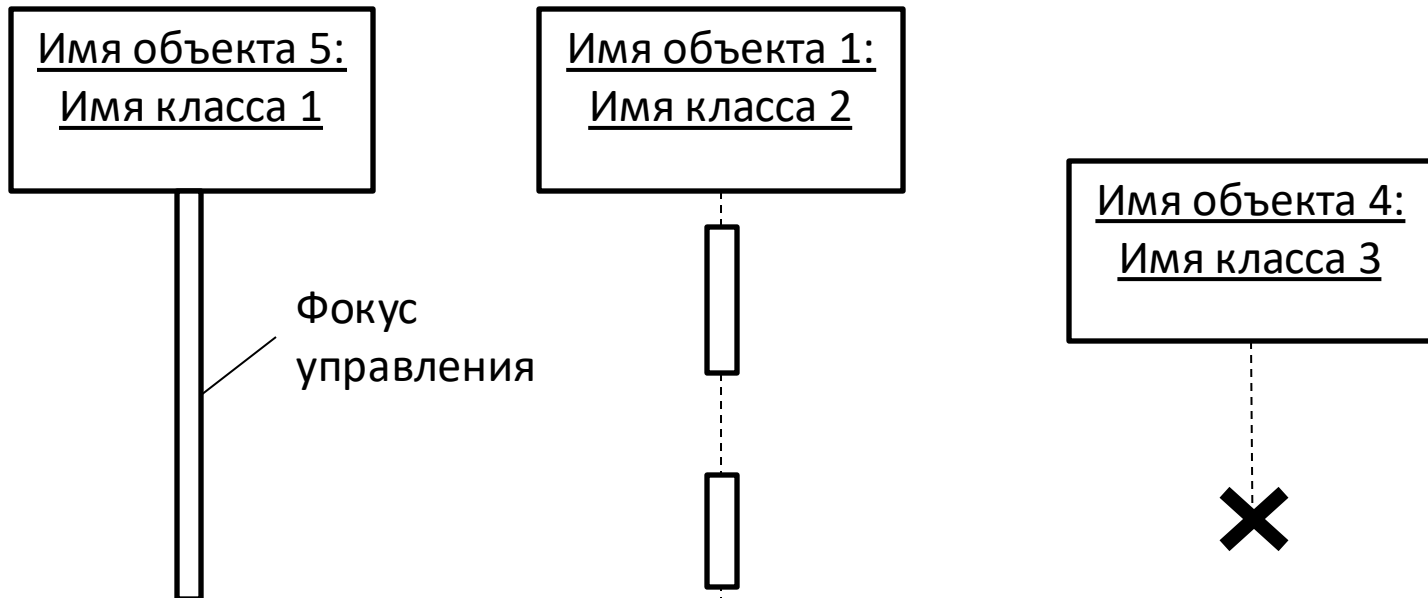 Имя объекта 5:
Имя класса 1
Имя объекта 1:
Имя класса 2
Имя объекта 4:
Имя класса 3
Фокус
управления